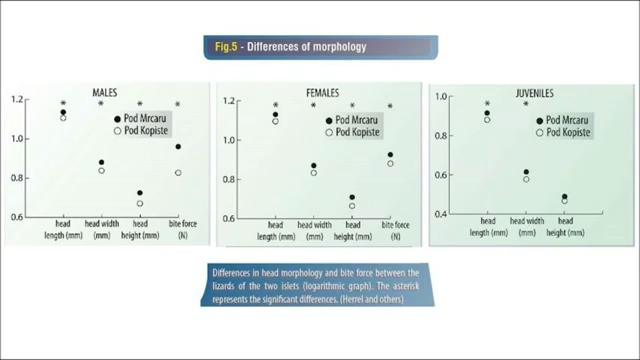 Fig.5 - Differences of morphology
MALES
1.2
1.0
0.8
0.6
* * * *
Pod Mrcaru
Pod Kopiste
head length (mm)
head width (mm)
head height (mm)
bite force (N)
FEMALES
1.2
1.0
0.8
0.6
* * * *
Pod Mrcaru
Pod Kopiste
head length (mm)
head width (mm)
head height (mm)
bite force (N)
JUVENILES
1.0
0.8
0.6
0.4
* *
Pod Mrcaru
Pod Kopiste
head length (mm)
head width (mm)
head height (mm)
Differences in head morphology and bite force between the
lizards of the two islets (logarithmic graph). The asterisk
represents the significant differences. (Herrel and others)